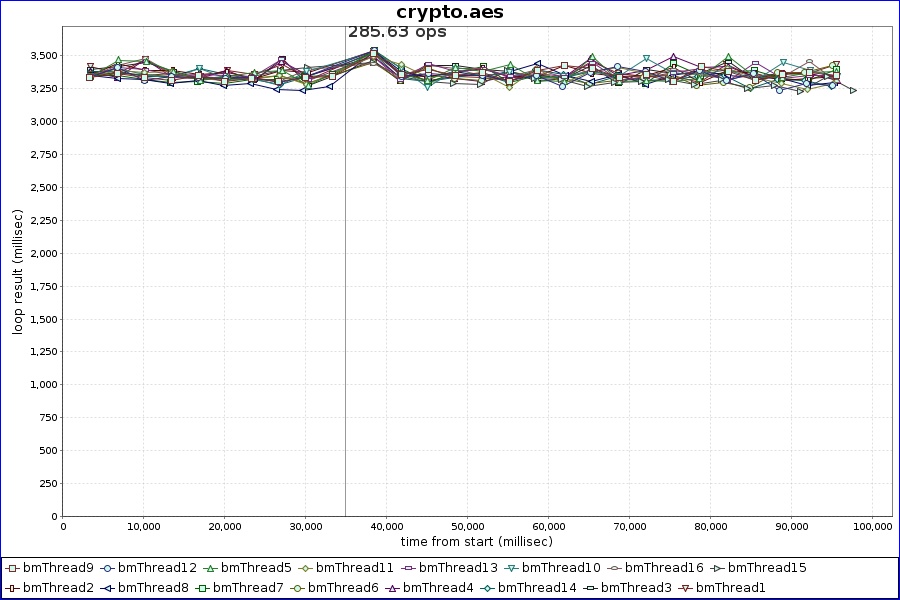 crypto.aes
285.63 ops
3,500
3,250
3,000
2,750
2,500
2,250
2,000
1,750
1,500
1,250
1,000
750
500
250
0
loop result (millisec)
0 10,000 20,000 30,000 40,000 50,000 60,000 70,000 80,000 90,000 100,000
time from start (millisec)
bmThread9 bmThread12 bmThread5 bmThread11 bmThread13 bmThread10 bmThread16 bmThread15
bmThread2 bmThread8 bmThread7 bmThread6 bmThread4 bmThread14 bmThread3 bmThread1